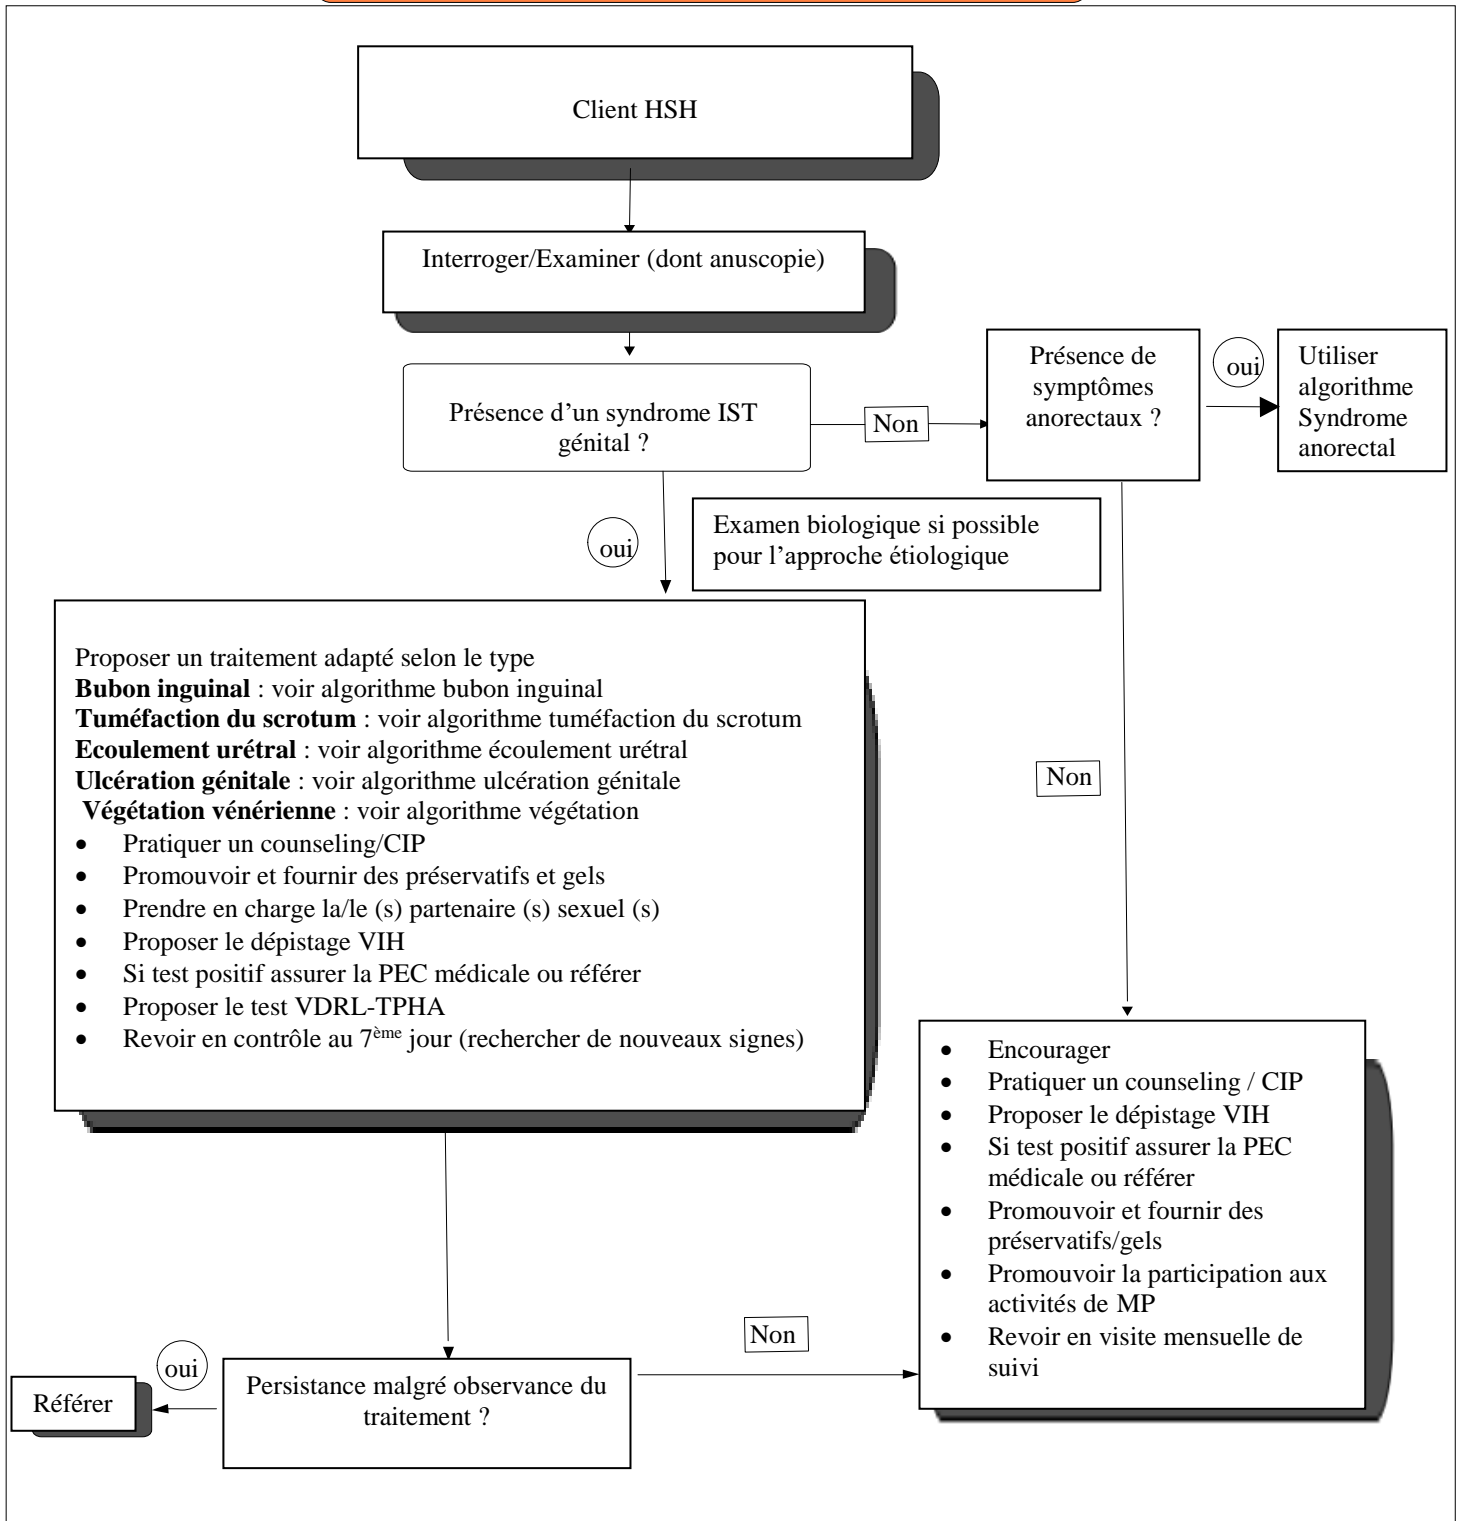 Client HSH
Interroger/Examiner (dont anuscopie)
Présence d’un syndrome IST
génital ?
Non
Présence de
symptômes
anorectaux ?
oui
Utiliser
algorithme
Syndrome
anorectal
oui
Examen biologique si possible
pour l’approche étiologique
Proposer un traitement adapté selon le type
Bubon inguinal : voir algorithme bubon inguinal
Tuméfaction du scrotum : voir algorithme tuméfaction du scrotum
Ecoulement urétral : voir algorithme écoulement urétral
Ulcération génitale : voir algorithme ulcération génitale
Végétation vénérienne : voir algorithme végétation
• Pratiquer un counseling/CIP
• Promouvoir et fournir des préservatifs et gels
• Prendre en charge la/le (s) partenaire (s) sexuel (s)
• Proposer le dépistage VIH
• Si test positif assurer la PEC médicale ou référer
• Proposer le test VDRL-TPHA
• Revoir en contrôle au 7ème jour (rechercher de nouveaux signes)
Non
• Encourager
• Pratiquer un counseling / CIP
• Proposer le dépistage VIH
• Si test positif assurer la PEC
médicale ou référer
• Promouvoir et fournir des
préservatifs/gels
• Promouvoir la participation aux
activités de MP
• Revoir en visite mensuelle de
suivi
Non
oui
Référer
Persistance malgré observance du
traitement ?